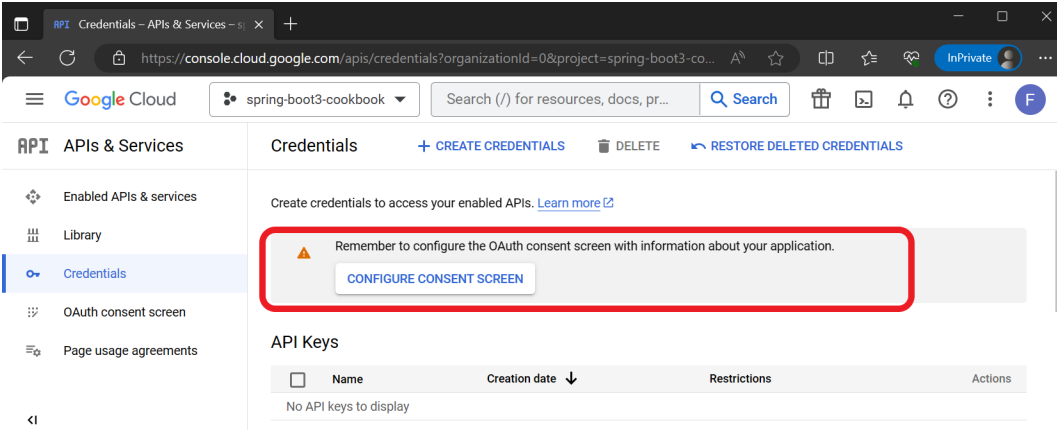 API Credentials – APIs & Services – sp
https://console.cloud.google.com/apis/credentials?organizationId=0&project=spring-boot3-co... A InPrivate
Google Cloud spring-boot3-cookbook Search (/) for resources, docs, pr... Search F
API APIs & Services Credentials + CREATE CREDENTIALS DELETE RESTORE DELETED CREDENTIALS
Enabled APIs & services
Library
Credentials
OAuth consent screen
Page usage agreements
Create credentials to access your enabled APIs. Learn more
Remember to configure the OAuth consent screen with information about your application.
CONFIGURE CONSENT SCREEN
API Keys
Name Creation date Restrictions Actions
No API keys to display